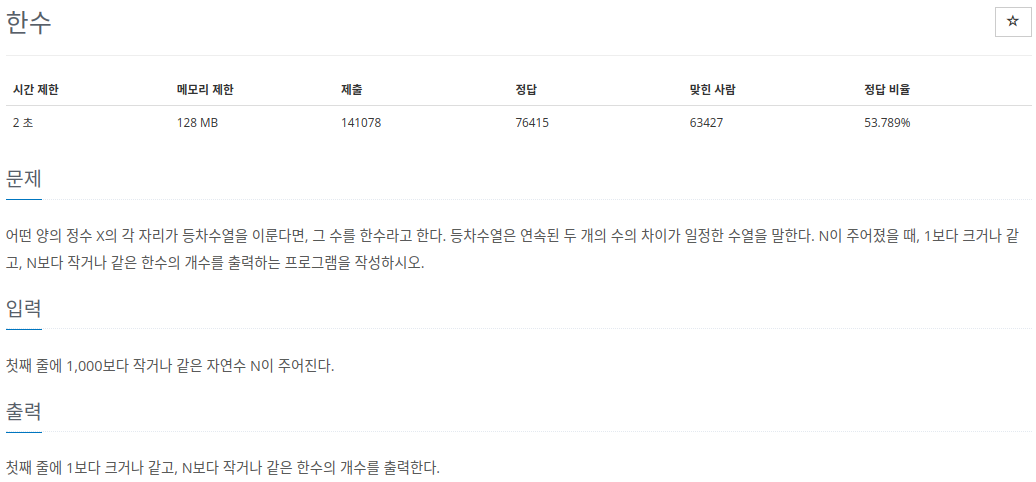 한수
☆
시간 제한 메모리 제한 제출 정답 맞힌 사람 정답 비율
2 초 128 MB 141078 76415 63427 53.789%
문제
어떤 양의 정수 X의 각 자리가 등차수열을 이룬다면, 그 수를 한수라고 한다. 등차수열은 연속된 두 개의 수의 차이가 일정한 수열을 말한다. N이 주어졌을 때, 1보다 크거나 같
고, N보다 작거나 같은 한수의 개수를 출력하는 프로그램을 작성하시오.
입력
첫째 줄에 1,000보다 작거나 같은 자연수 N이 주어진다.
출력
첫째 줄에 1보다 크거나 같고, N보다 작거나 같은 한수의 개수를 출력한다.